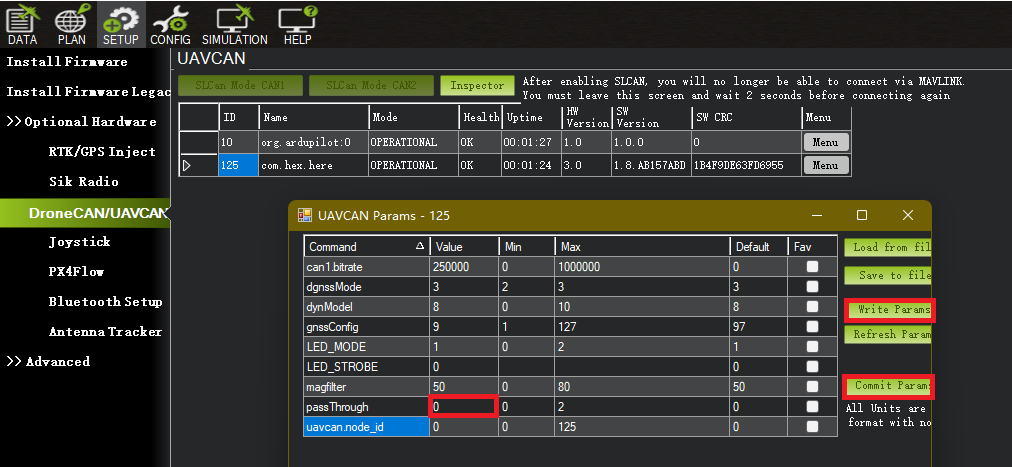 DATA PLAN SETUP CONFIG SIMULATION HELP
Install Firmware
Install Firmware Legac
>> Optional Hardware
RTK/GPS Inject
Sik Radio
DroneCAN/UAVCAN
Joystick
PX4Flow
Bluetooth Setup
Antenna Tracker
>> Advanced
UAVCAN
SLCan Mode CAN1 SLCan Mode CAN2 Inspector
After enabling SLCAN, you will no longer be able to connect via MAVLINK.
You must leave this screen and wait 2 seconds before connecting again
ID Name Mode Health Uptime HW Version SW Version SW CRC Menu
10 org.ardupilot:0 OPERATIONAL OK 00:01:27 1.0 1.0.0 0 Menu
125 com.hex.here OPERATIONAL OK 00:01:24 3.0 1.8.AB157ABD 1B4F9DE63FD6955 Menu
UAVCAN Params - 125
Command Value Min Max Default Fav
can1.bitrate 250000 0 1000000 0
dgnssMode 3 2 3 3
dynModel 8 0 10 8
gnssConfig 9 1 127 97
LED_MODE 1 0 2 1
LED_STROBE 0 0
magfilter 50 0 80 50
passThrough 0 0 2 0
uavcan.node_id 0 0 125 0
Load from fil
Save to file
Write Params
Refresh Param
Commit Params
All Units are
format with no